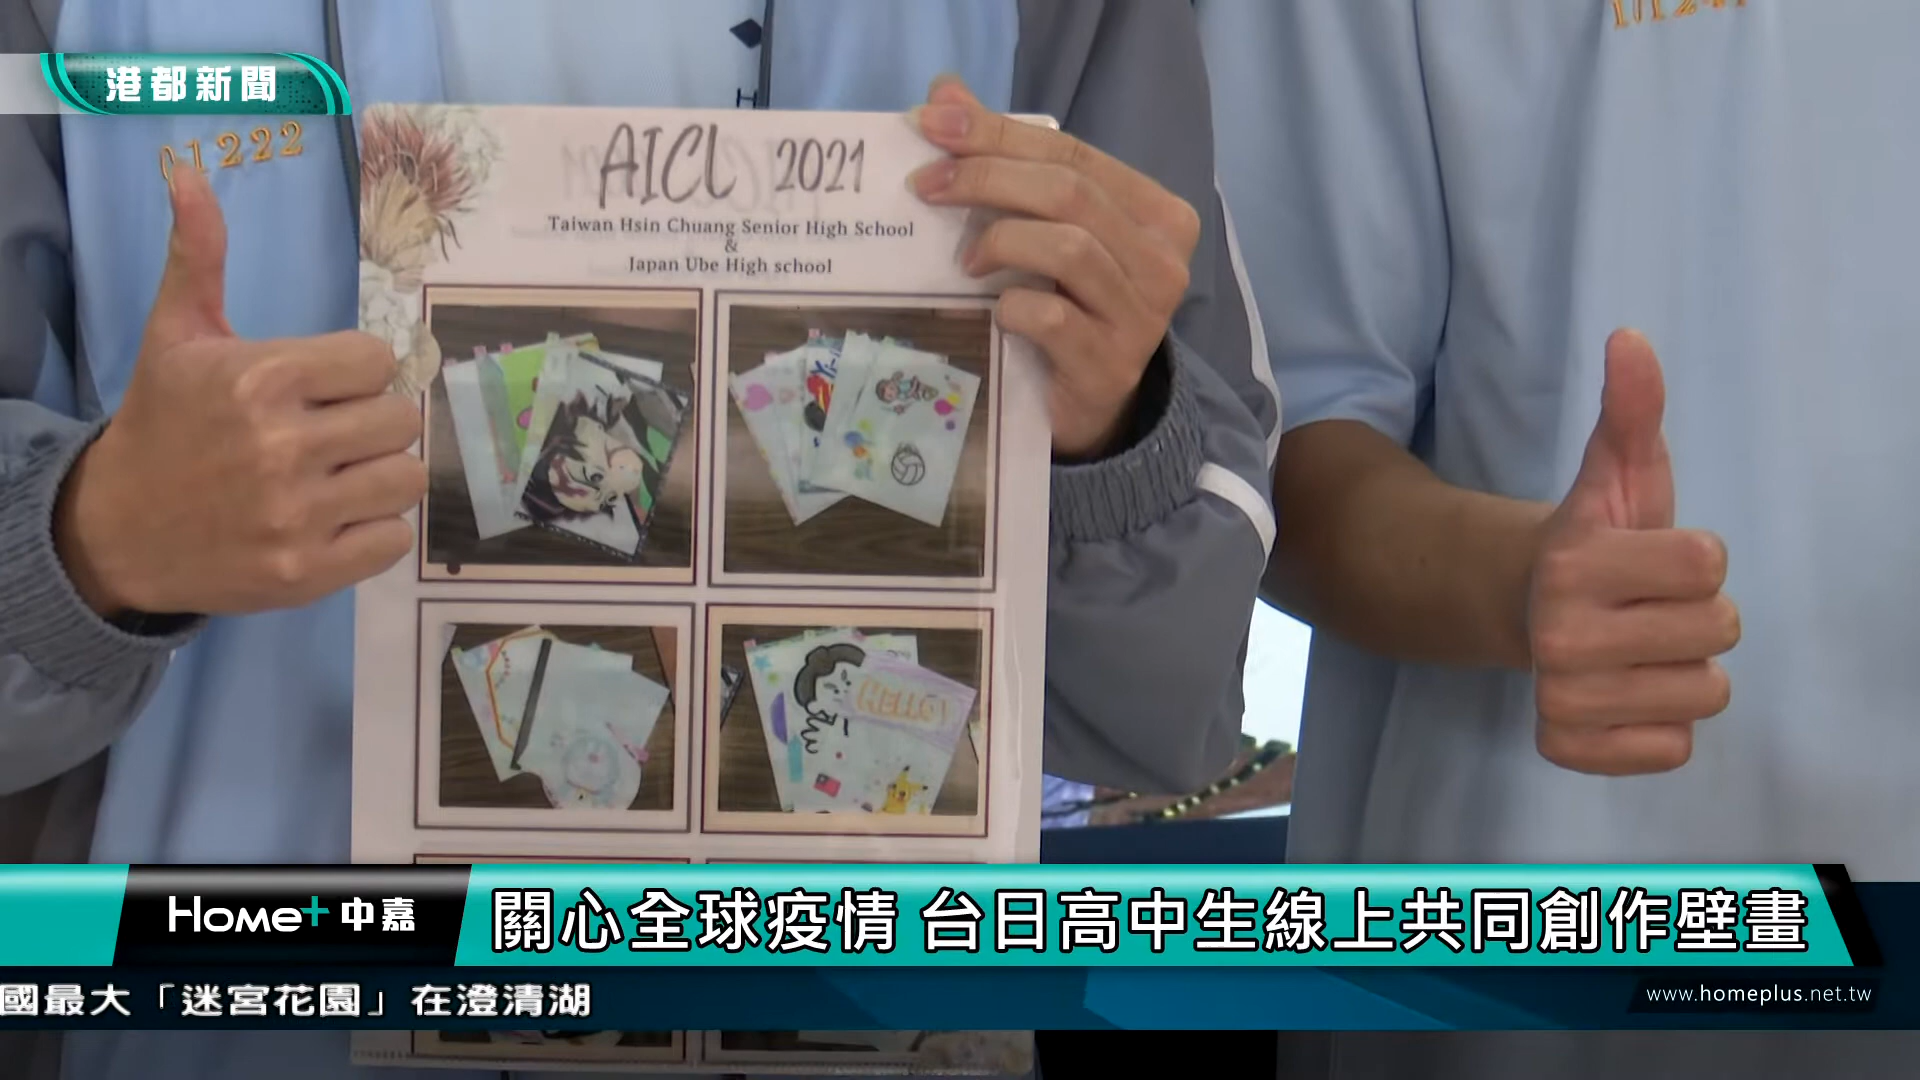 港都新聞
01222
AICL 2021
Taiwan Hsin Chuang Senior High School
&
Japan Ube High school
HELLO!
Home+ 中嘉
關心全球疫情 台日高中生線上共同創作壁畫
國最大「迷宮花園」在澄清湖
www.homeplus.net.tw